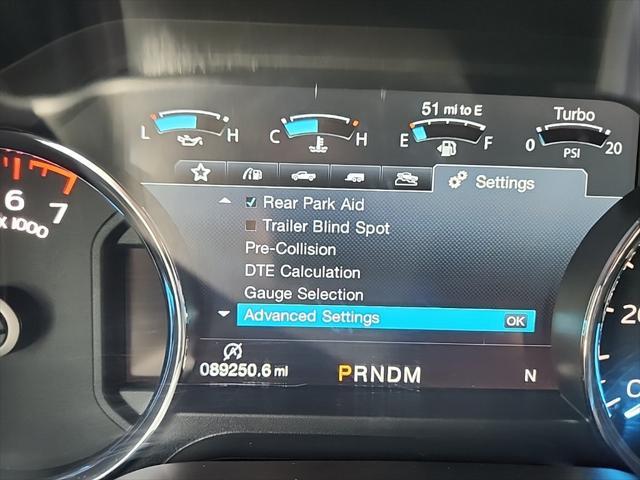 51 mi to E
Turbo
L H
C H
E F
0 20
PSI
Settings
Rear Park Aid
Trailer Blind Spot
Pre-Collision
DTE Calculation
Gauge Selection
Advanced Settings OK
6 7
x 1000
089250.6 mi
PRNDM
N